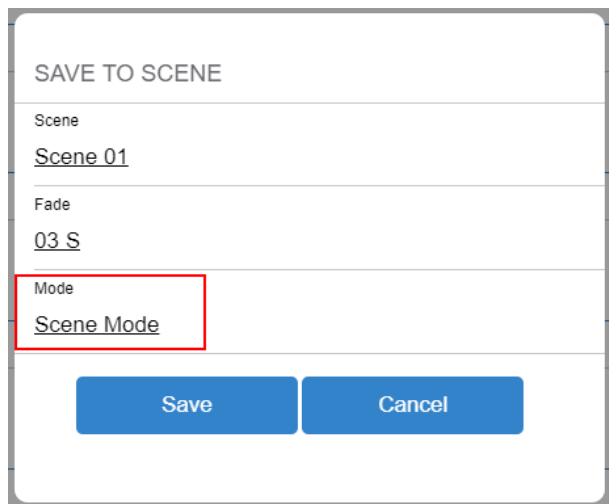 SAVE TO SCENE
Scene
Scene 01
Fade
03 S
Mode
Scene Mode
Save Cancel